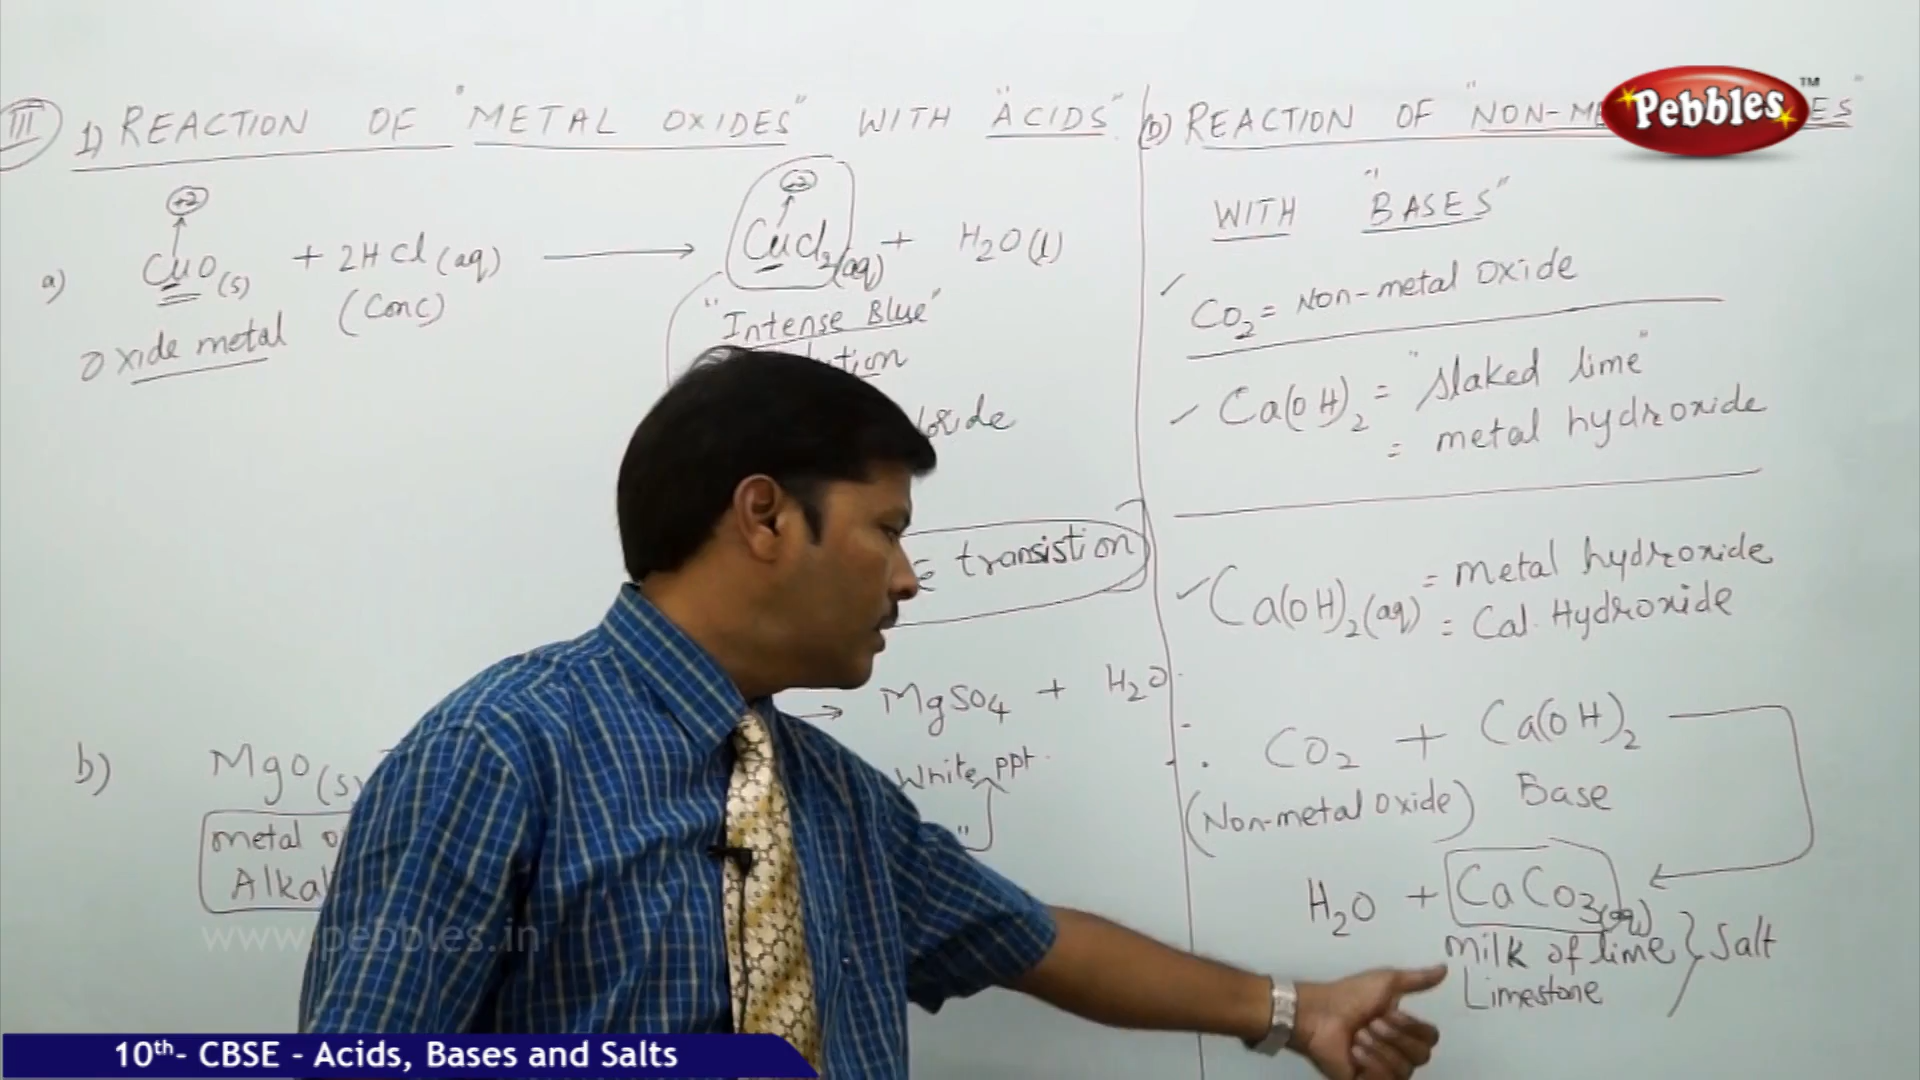 III 1) REACTION OF "METAL OXIDES" WITH "ACIDS"
+2
+2
a) CuO(s) + 2HCl(aq) → CuCl2(aq) + H2O(l)
Oxide metal (Conc)
"Intense Blue"
transistion
b) MgO(s) → MgSO4 + H2O
metal
White ppt.
REACTION OF "NON-
WITH "BASES"
✓ CO2 = Non-metal oxide
✓ Ca(OH)2 = "Slaked lime"
= metal hydroxide
✓ Ca(OH)2(aq) = Metal hydroxide
= Cal. Hydroxide
CO2 + Ca(OH)2
(Non-metal oxide) Base
H2O + CaCo3(aq)
Milk of lime } Salt
Limestone
Pebbles™
www.pebbles.in
10th- CBSE - Acids, Bases and Salts